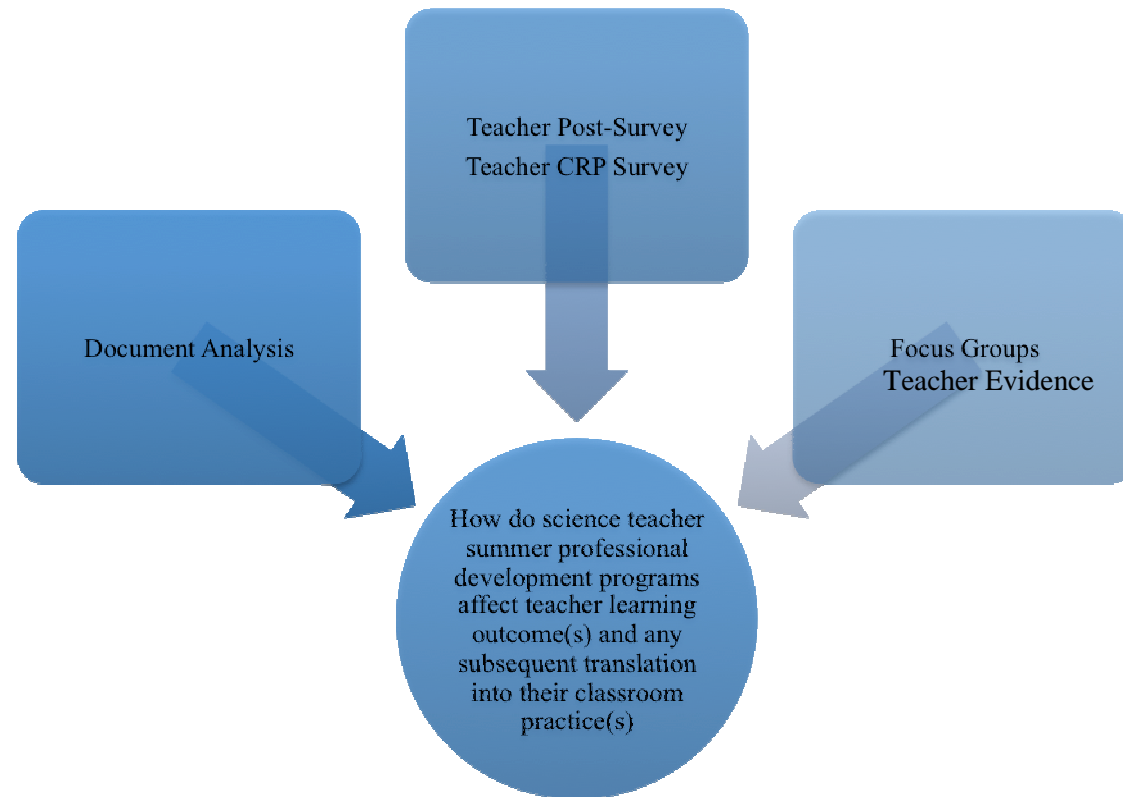 Teacher Post-Survey
Teacher CRP Survey
Document Analysis
Focus Groups
Teacher Evidence
How do science teacher
summer professional
development programs
affect teacher learning
outcome(s) and any
subsequent translation
into their classroom
practice(s)